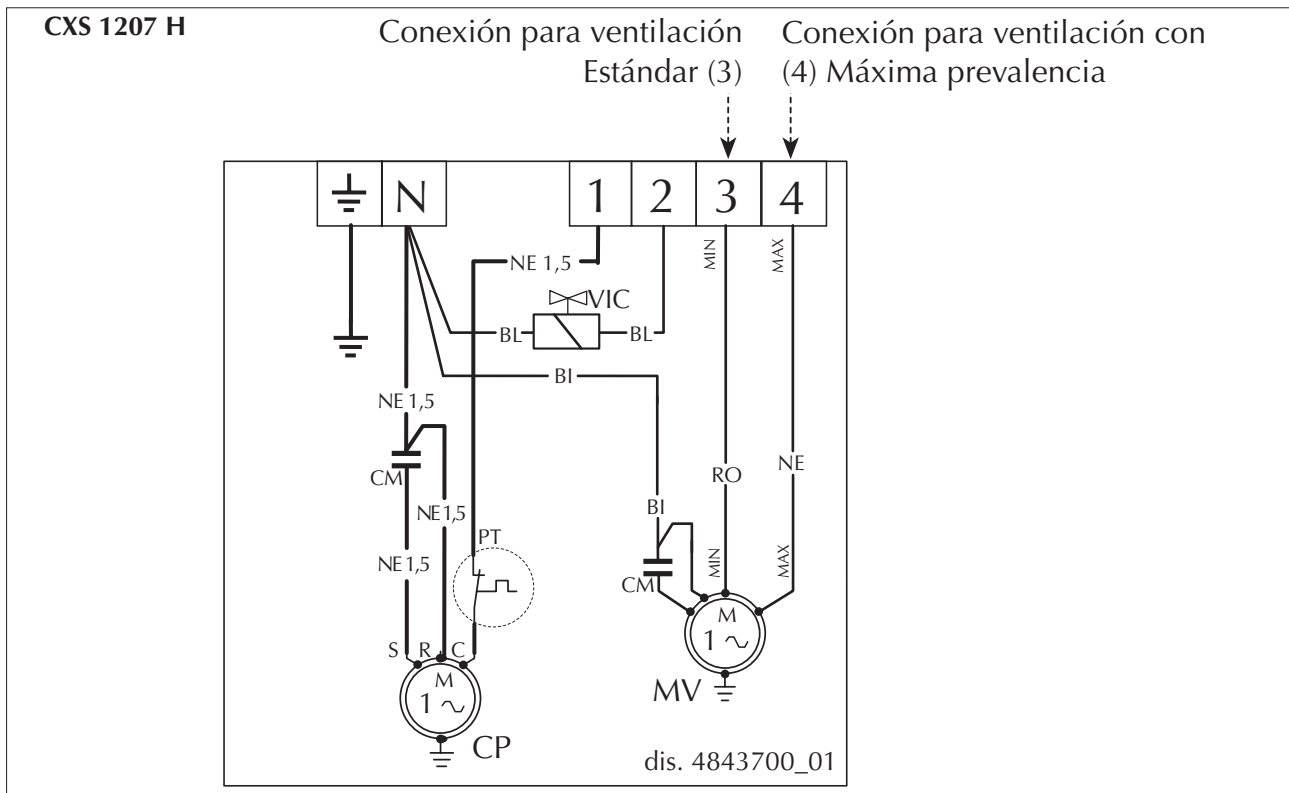 CXS 1207 H
Conexión para ventilación
Estándar (3)
Conexión para ventilación con
(4) Máxima prevalencia
N
1
2
3
4
MIN
MAX
NE 1,5
VIC
BL
BL
BI
NE 1,5
CM
NE
RO
BI
NE1,5
PT
NE1,5
CM
MIN
MAX
M
1
S
R
C
M
1
MV
CP
dis. 4843700_01